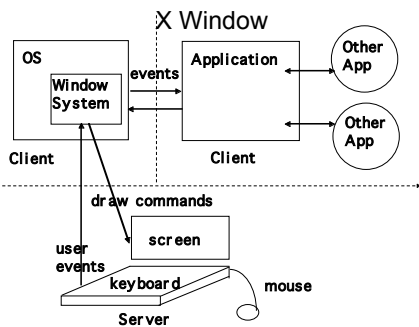 X Window
OS
Window
System
events
Application
Other
App
Other
App
Client
Client
draw commands
screen
user
events
keyboard
mouse
Server